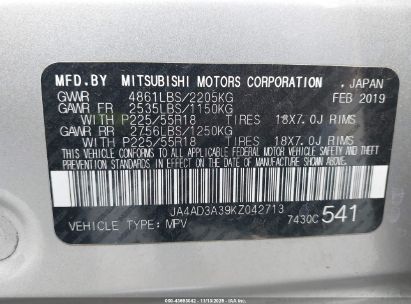 MFD.BY MITSUBISHI MOTORS CORPORATION , JAPAN
GVWR 4861LBS/2205KG FEB 2019
GAWR FR 2535LBS/1150KG
WITH P225/55R18 TIRES 18X7.0J RIMS
GAWR RR 2756LBS/1250KG
WITH P225/55R18 TIRES 18X7.0J RIMS
THIS VEHICLE CONFORMS TO ALL APPLICABLE FEDERAL MOTOR VEHICLE SAFETY, BUMPER AND THEFT
PREVENTION STANDARDS IN EFFECT ON THE DATE OF MANUFACTURE SHOWN ABOVE.
JA4AD3A39KZ042713
VEHICLE TYPE: MPV 7430C 541